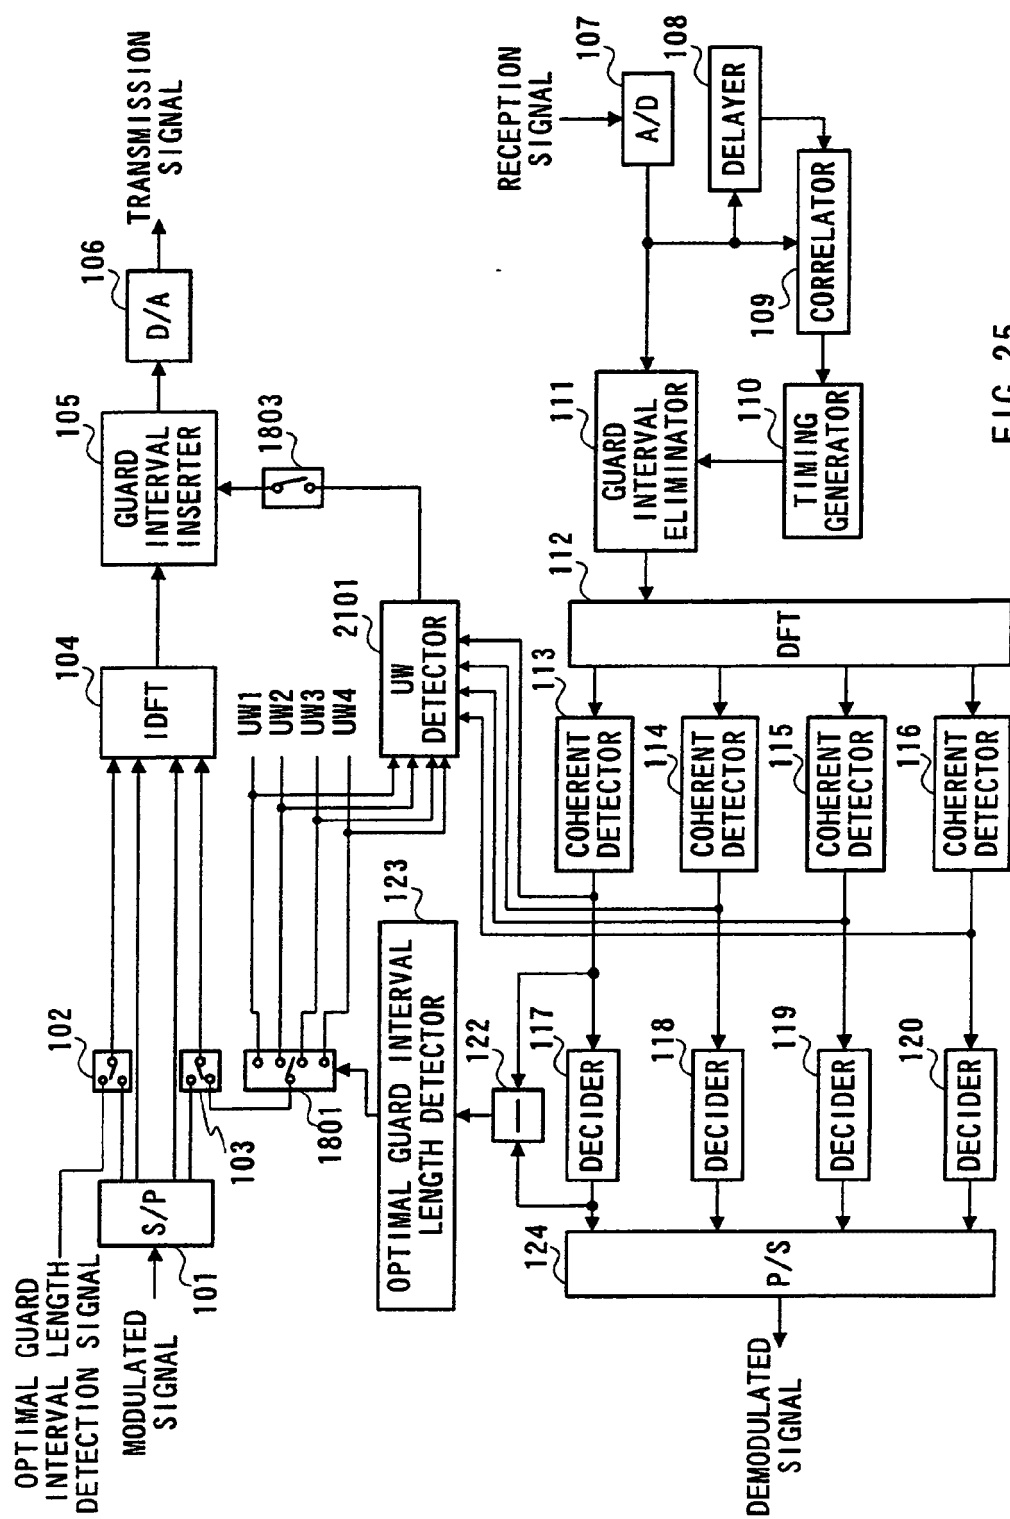 OPTIMAL GUARD
INTERVAL LENGTH
DETECTION SIGNAL
MODULATED
SIGNAL
101
S/P
102
103
104
IDFT
105
GUARD
INTERVAL
INSERTER
106
D/A
TRANSMISSION
SIGNAL
1803
1801
UW1
UW2
UW3
UW4
2101
UW
DETECTOR
123
OPTIMAL GUARD INTERVAL
LENGTH DETECTOR
122
RECEPTION
SIGNAL
107
A/D
108
DELAYER
109
CORRELATOR
110
TIMING
GENERATOR
111
GUARD
INTERVAL
ELIMINATOR
112
DFT
113
COHERENT
DETECTOR
114
COHERENT
DETECTOR
115
COHERENT
DETECTOR
116
COHERENT
DETECTOR
117
DECIDER
118
DECIDER
119
DECIDER
120
DECIDER
124
P/S
DEMODULATED
SIGNAL
FIG. 25